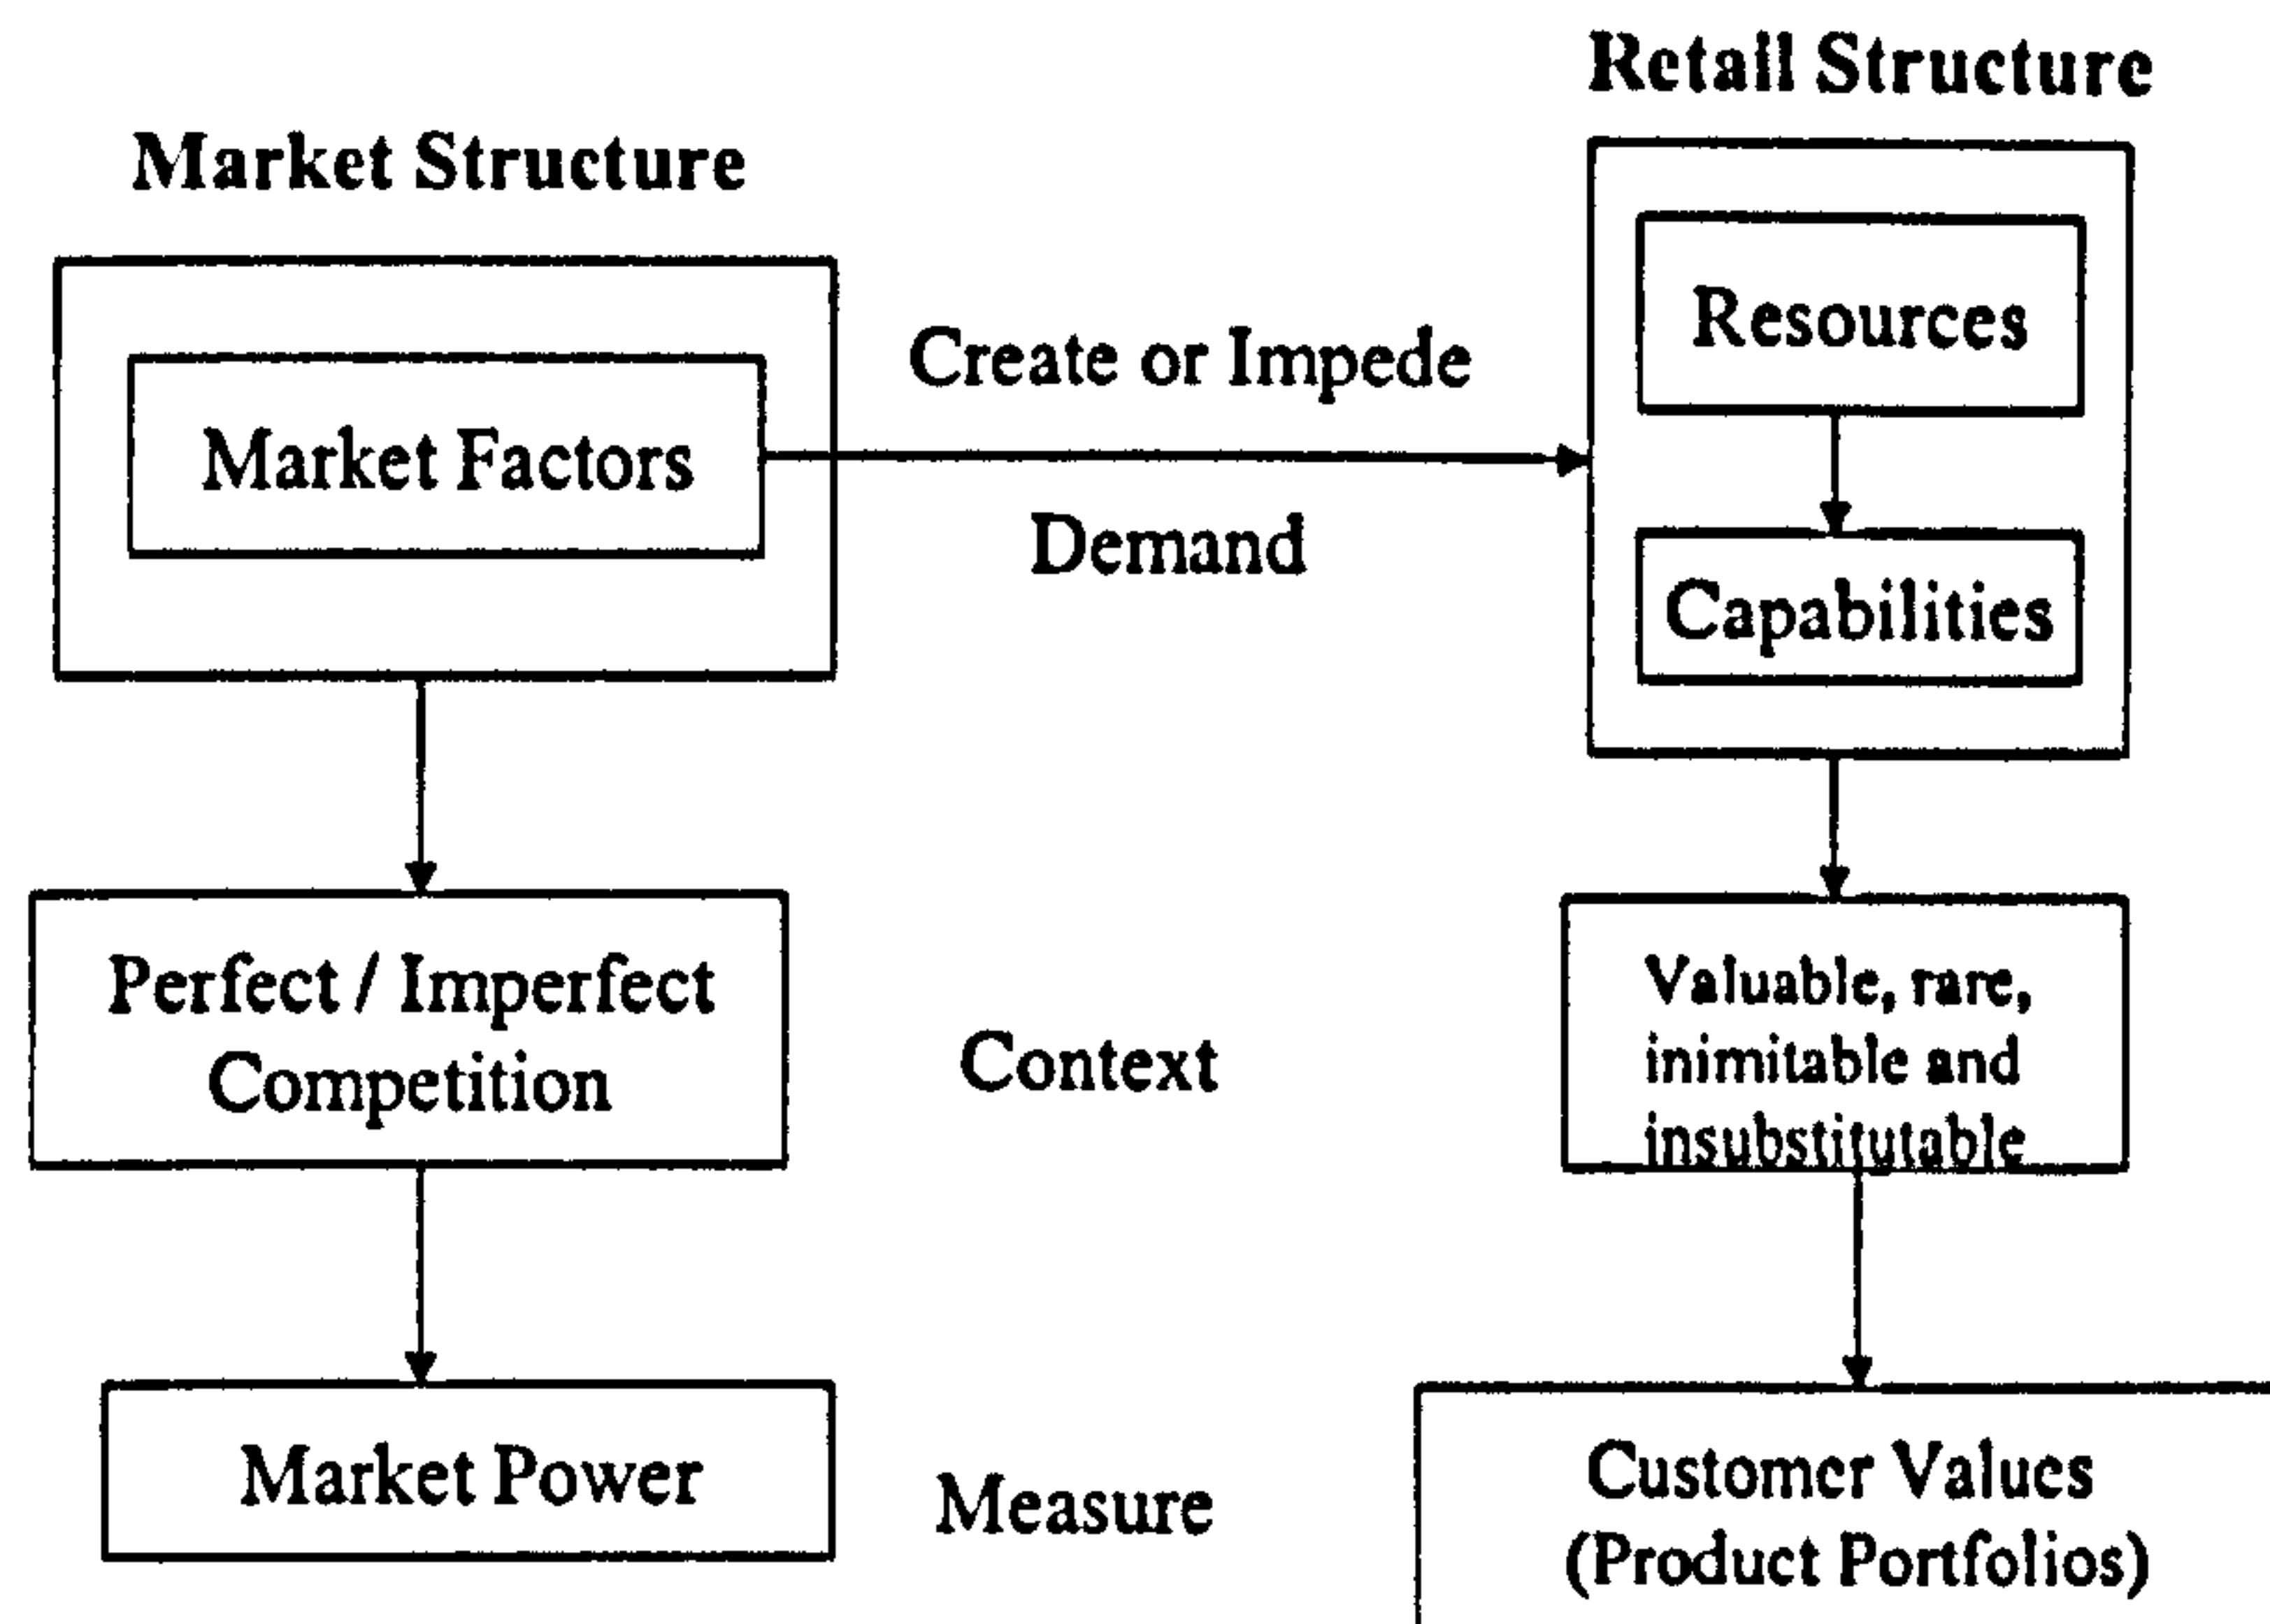 Retail Structure
Market Structure
Resources
Create or Impede
Market Factors
Demand
Capabilities
Perfect / Imperfect
Competition
Context
Valuable, rare,
inimitable and
insubstitutable
Market Power
Measure
Customer Values
(Product Portfolios)